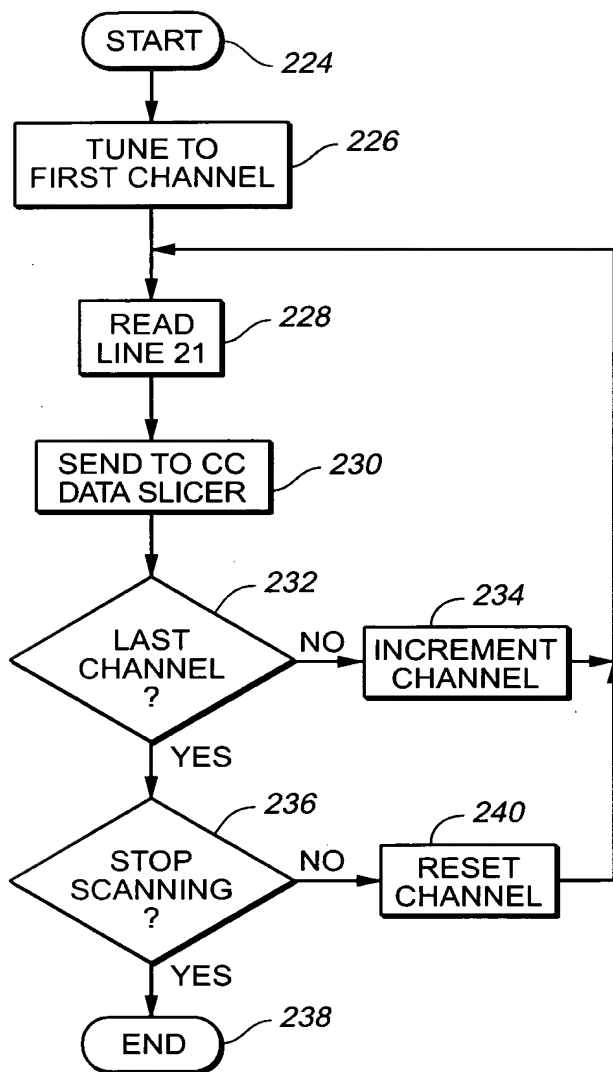 START
224
TUNE TO
FIRST CHANNEL
226
READ
LINE 21
228
SEND TO CC
DATA SLICER
230
232
LAST
CHANNEL
?
NO
234
INCREMENT
CHANNEL
YES
236
STOP
SCANNING
?
NO
240
RESET
CHANNEL
YES
END
238